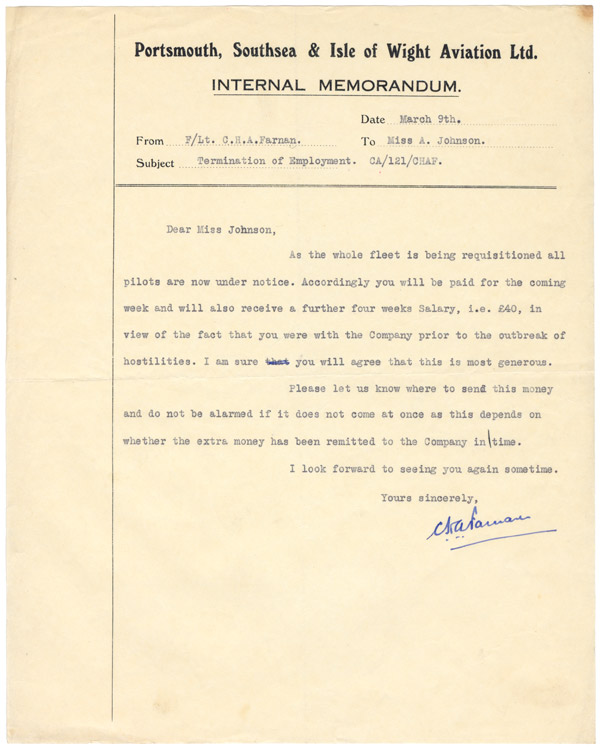 Portsmouth, Southsea & Isle of Wight Aviation Ltd.
INTERNAL MEMORANDUM.
Date March 9th.
From F/Lt. C.H.A.Farnan. To Miss A. Johnson.
Subject Termination of Employment. CA/121/CHAF.
Dear Miss Johnson,
As the whole fleet is being requisitioned all
pilots are now under notice. Accordingly you will be paid for the coming
week and will also receive a further four weeks Salary, i.e. £40, in
view of the fact that you were with the Company prior to the outbreak of
hostilities. I am sure that you will agree that this is most generous.
Please let us know where to send this money
and do not be alarmed if it does not come at once as this depends on
whether the extra money has been remitted to the Company in time.
I look forward to seeing you again sometime.
Yours sincerely,
CHAFarnan